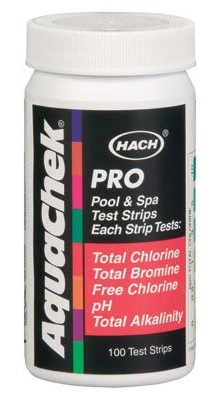 Aquachek®
HACH®
PRO
Pool & Spa
Test Strips
Each Strip Tests:
Total Chlorine
Total Bromine
Free Chlorine
pH
Total Alkalinity
100 Test Strips